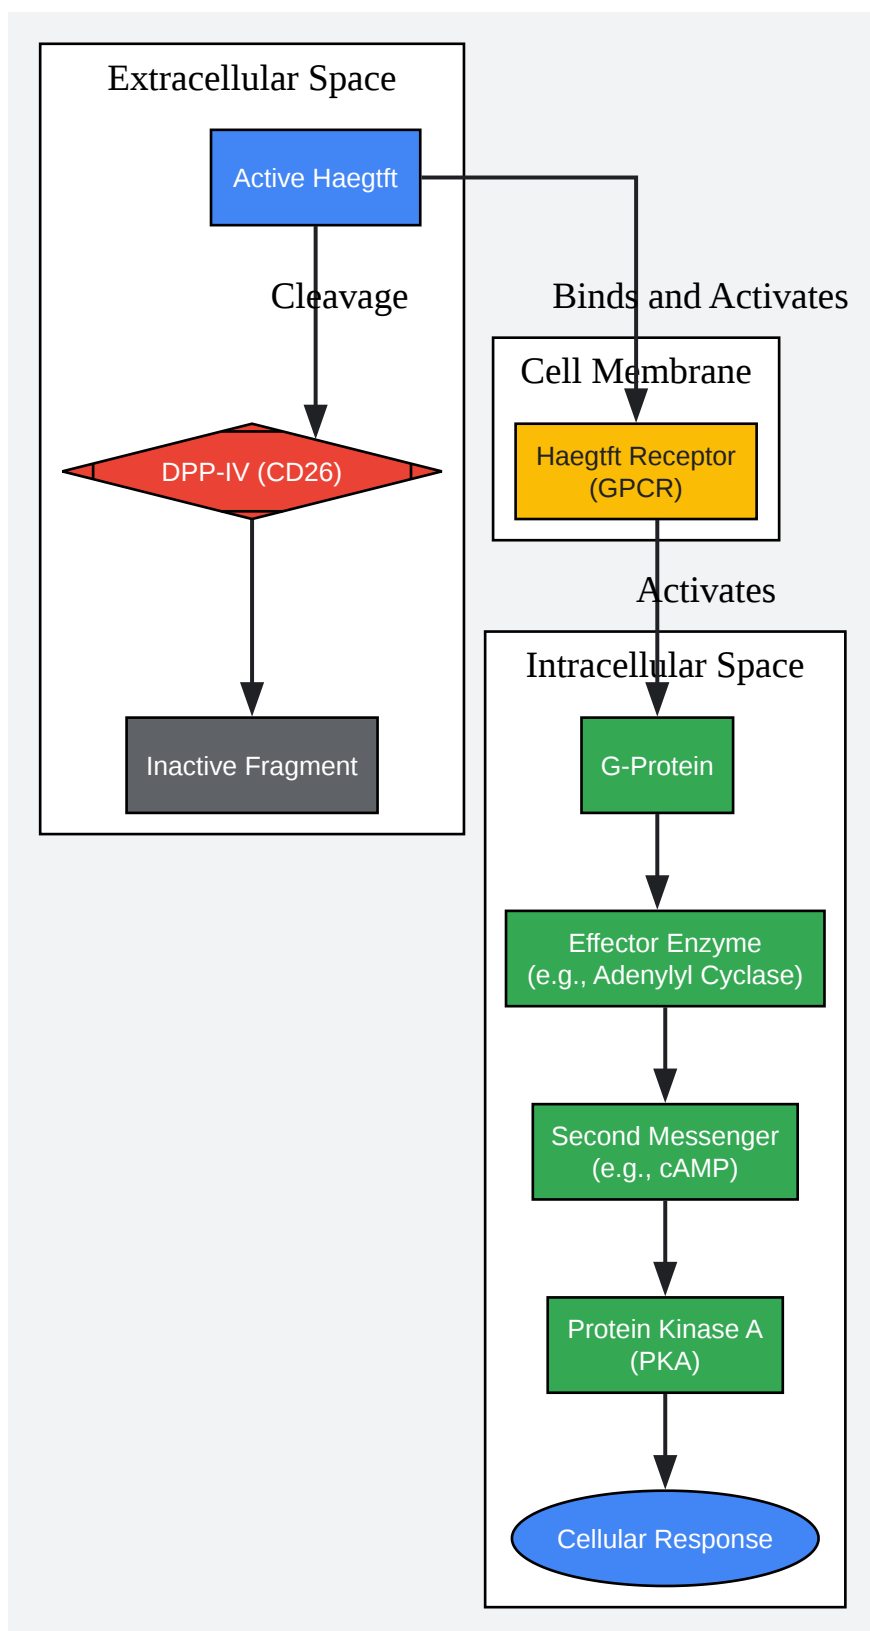 Extracellular Space
Active Haegtft
Cleavage
Binds and Activates
Cell Membrane
DPP-IV (CD26)
Haegtft Receptor
(GPCR)
Activates
Intracellular Space
Inactive Fragment
G-Protein
Effector Enzyme
(e.g., Adenylyl Cyclase)
Second Messenger
(e.g., cAMP)
Protein Kinase A
(PKA)
Cellular Response